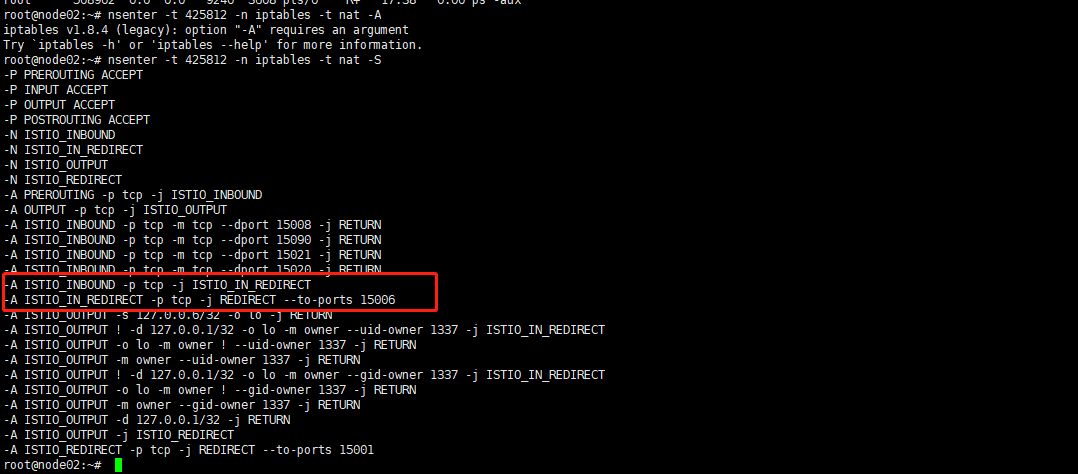 root 508902 0.0 0.0 9240 3608 pts/0 R+ 17:38 0:00 ps -aux
root@node02:~# nsenter -t 425812 -n iptables -t nat -A
iptables v1.8.4 (legacy): option "-A" requires an argument
Try `iptables -h' or 'iptables --help' for more information.
root@node02:~# nsenter -t 425812 -n iptables -t nat -S
-P PREROUTING ACCEPT
-P INPUT ACCEPT
-P OUTPUT ACCEPT
-P POSTROUTING ACCEPT
-N ISTIO_INBOUND
-N ISTIO_IN_REDIRECT
-N ISTIO_OUTPUT
-N ISTIO_REDIRECT
-A PREROUTING -p tcp -j ISTIO_INBOUND
-A OUTPUT -p tcp -j ISTIO_OUTPUT
-A ISTIO_INBOUND -p tcp -m tcp --dport 15008 -j RETURN
-A ISTIO_INBOUND -p tcp -m tcp --dport 15090 -j RETURN
-A ISTIO_INBOUND -p tcp -m tcp --dport 15021 -j RETURN
-A ISTIO_INBOUND -p tcp -m tcp --dport 15020 -j RETURN
-A ISTIO_INBOUND -p tcp -j ISTIO_IN_REDIRECT
-A ISTIO_IN_REDIRECT -p tcp -j REDIRECT --to-ports 15006
-A ISTIO_OUTPUT -s 127.0.0.6/32 -o lo -j RETURN
-A ISTIO_OUTPUT ! -d 127.0.0.1/32 -o lo -m owner --uid-owner 1337 -j ISTIO_IN_REDIRECT
-A ISTIO_OUTPUT -o lo -m owner ! --uid-owner 1337 -j RETURN
-A ISTIO_OUTPUT -m owner --uid-owner 1337 -j RETURN
-A ISTIO_OUTPUT ! -d 127.0.0.1/32 -o lo -m owner --gid-owner 1337 -j ISTIO_IN_REDIRECT
-A ISTIO_OUTPUT -o lo -m owner ! --gid-owner 1337 -j RETURN
-A ISTIO_OUTPUT -m owner --gid-owner 1337 -j RETURN
-A ISTIO_OUTPUT -d 127.0.0.1/32 -j RETURN
-A ISTIO_OUTPUT -j ISTIO_REDIRECT
-A ISTIO_REDIRECT -p tcp -j REDIRECT --to-ports 15001
root@node02:~#